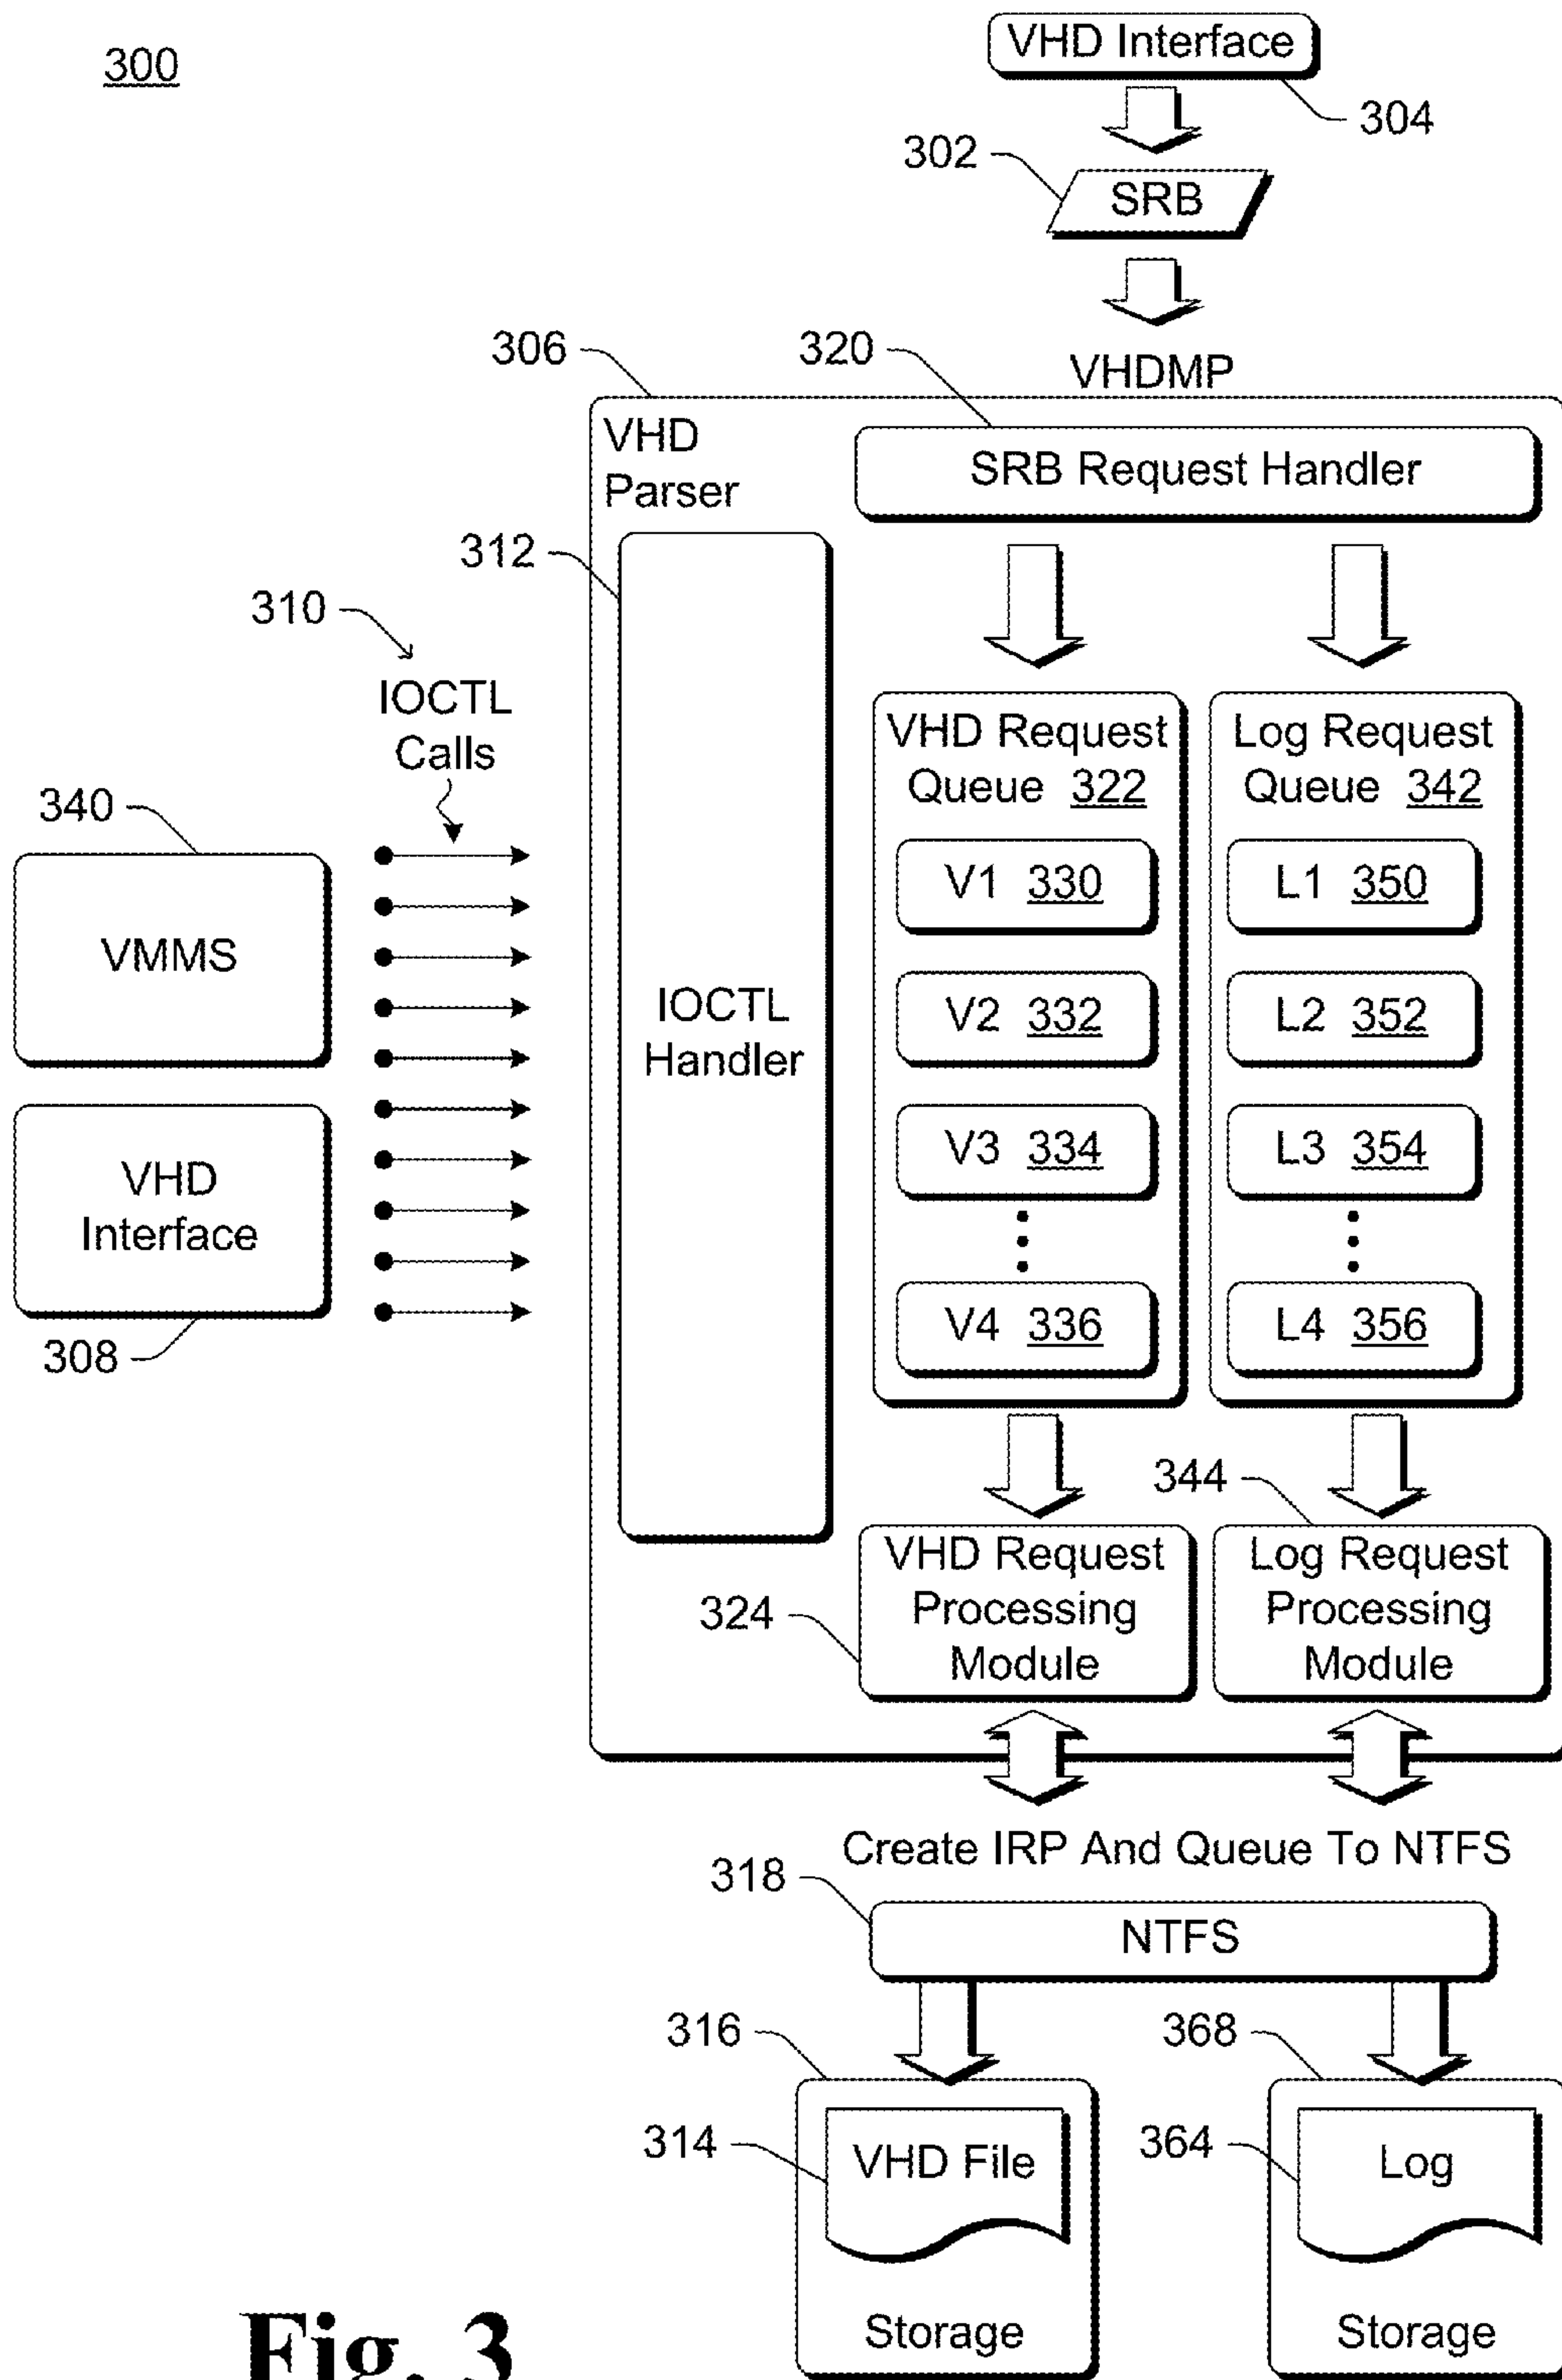 300
VHD Interface
304
302
SRB
306
320
VHDMP
VHD
Parser
SRB Request Handler
312
310
IOCTL
Calls
340
VMMS
VHD
Interface
308
IOCTL
Handler
VHD Request
Queue 322
V1 330
V2 332
V3 334
V4 336
Log Request
Queue 342
L1 350
L2 352
L3 354
L4 356
344
VHD Request
Processing
Module
324
Log Request
Processing
Module
Create IRP And Queue To NTFS
318
NTFS
316
368
314
VHD File
Storage
364
Log
Storage
Fig. 3